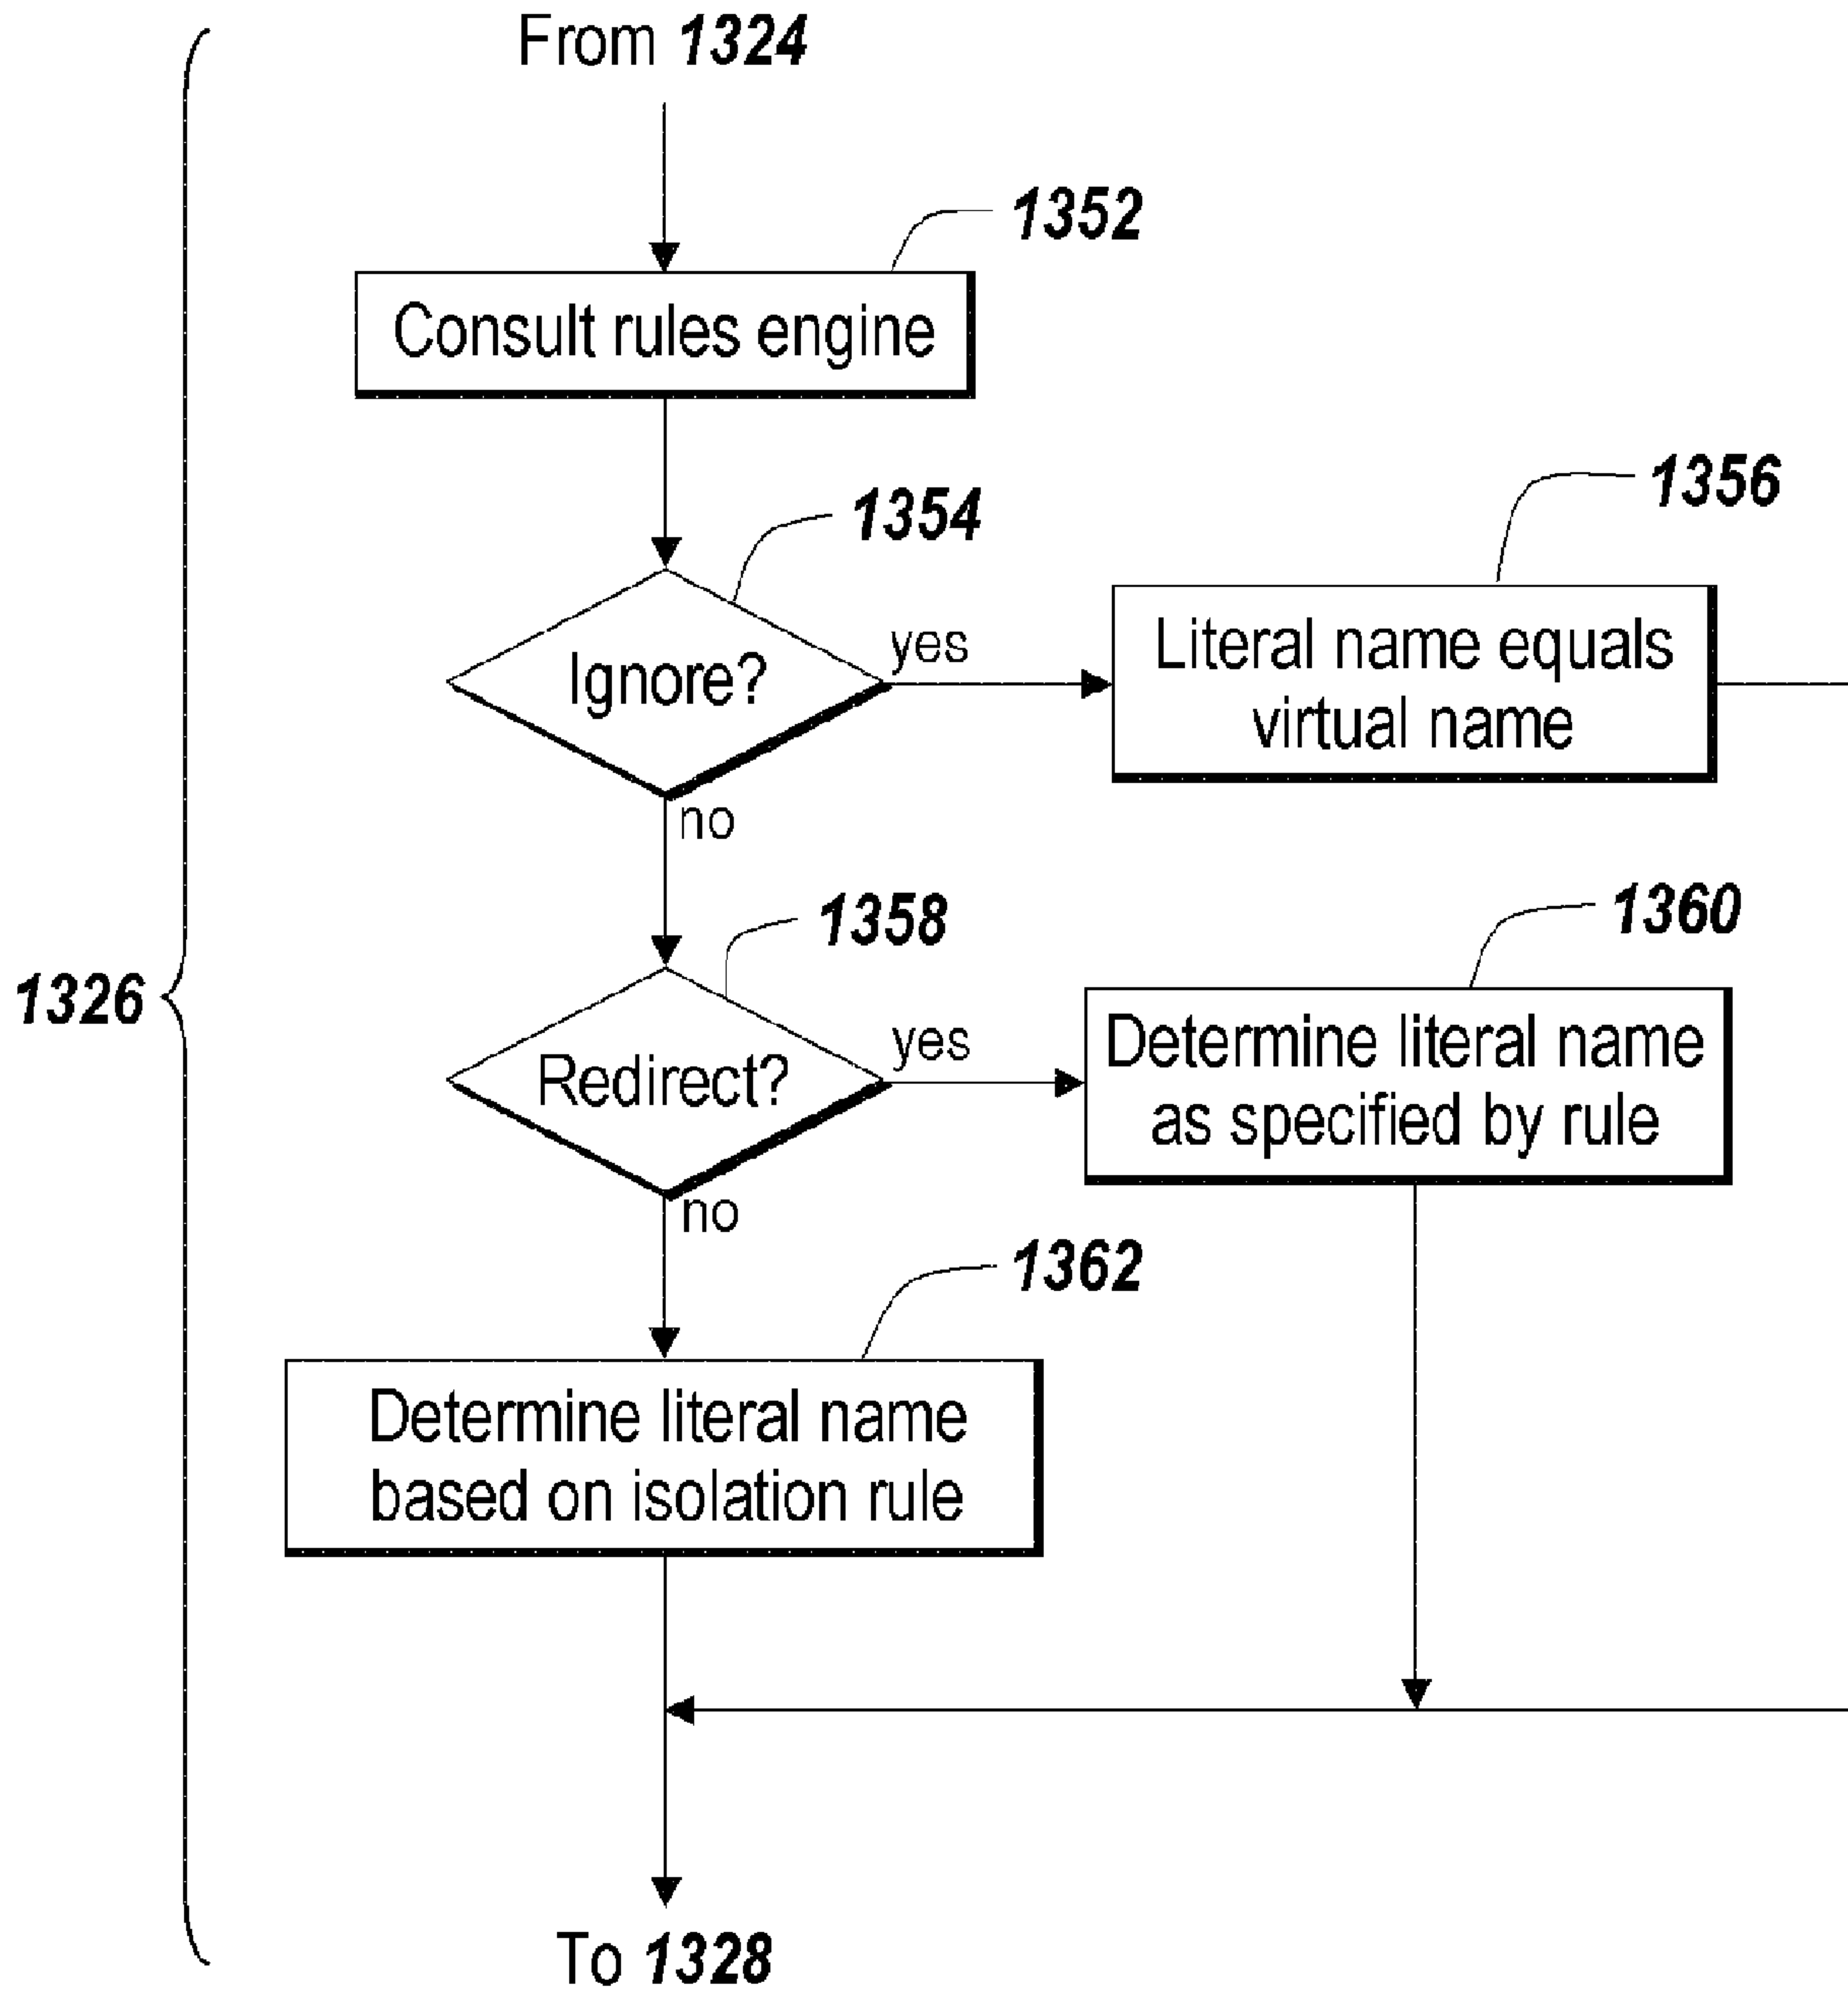 From 1324
1352
Consult rules engine
1354
1356
Ignore?
yes
Literal name equals
virtual name
no
1358
1360
1326
Redirect?
yes
Determine literal name
as specified by rule
no
1362
Determine literal name
based on isolation rule
To 1328